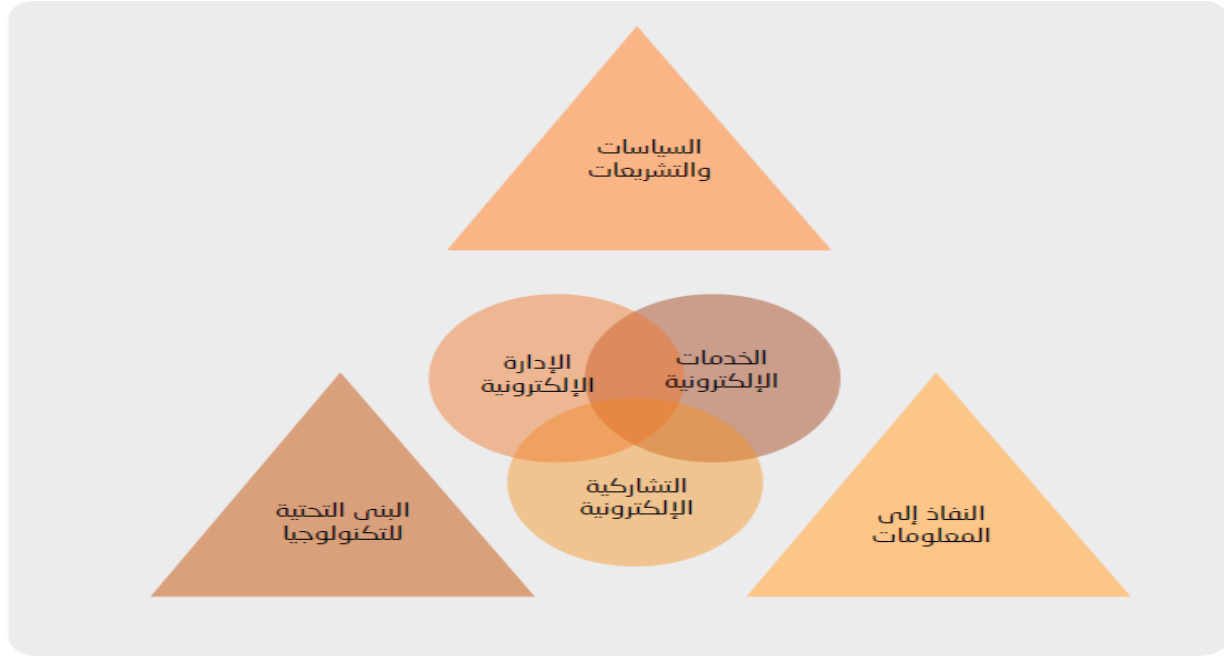 السياسات
والتشريعات
الخدمات
الإلكترونية
الإدارة
الإلكترونية
التشاركية
الإلكترونية
النفاذ إلى
المعلومات
البنى التحتية
للتكنولوجيا